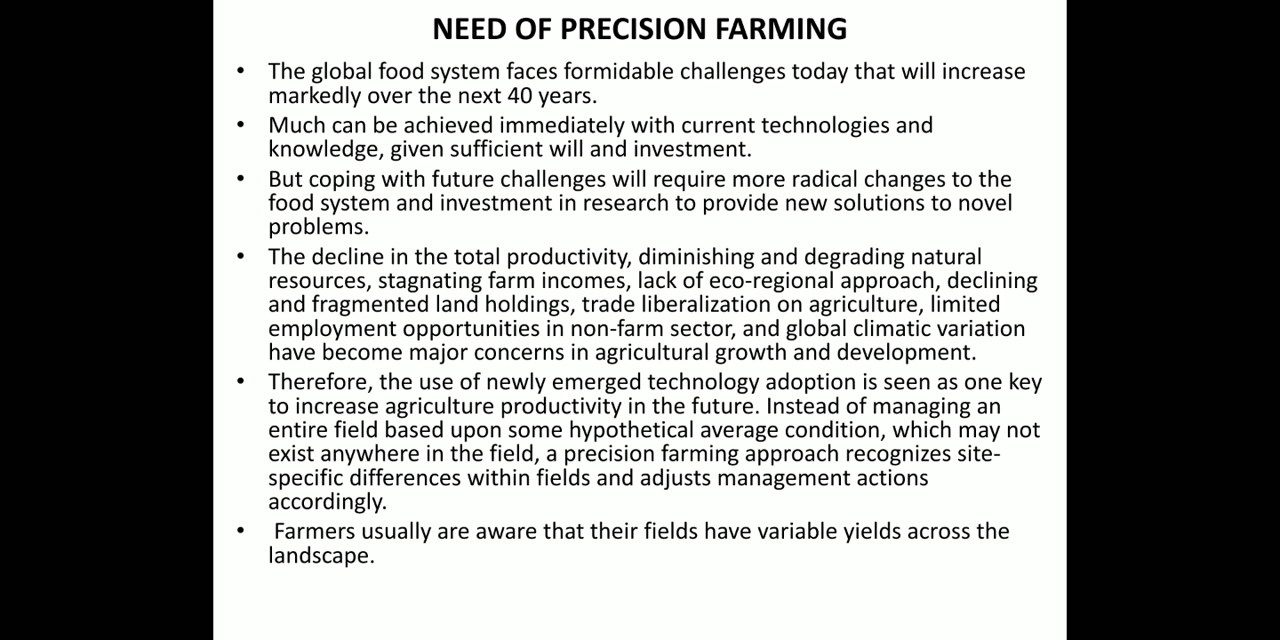 NEED OF PRECISION FARMING
• The global food system faces formidable challenges today that will increase
markedly over the next 40 years.
• Much can be achieved immediately with current technologies and
knowledge, given sufficient will and investment.
• But coping with future challenges will require more radical changes to the
food system and investment in research to provide new solutions to novel
problems.
• The decline in the total productivity, diminishing and degrading natural
resources, stagnating farm incomes, lack of eco-regional approach, declining
and fragmented land holdings, trade liberalization on agriculture, limited
employment opportunities in non-farm sector, and global climatic variation
have become major concerns in agricultural growth and development.
• Therefore, the use of newly emerged technology adoption is seen as one key
to increase agriculture productivity in the future. Instead of managing an
entire field based upon some hypothetical average condition, which may not
exist anywhere in the field, a precision farming approach recognizes site-
specific differences within fields and adjusts management actions
accordingly.
• Farmers usually are aware that their fields have variable yields across the
landscape.